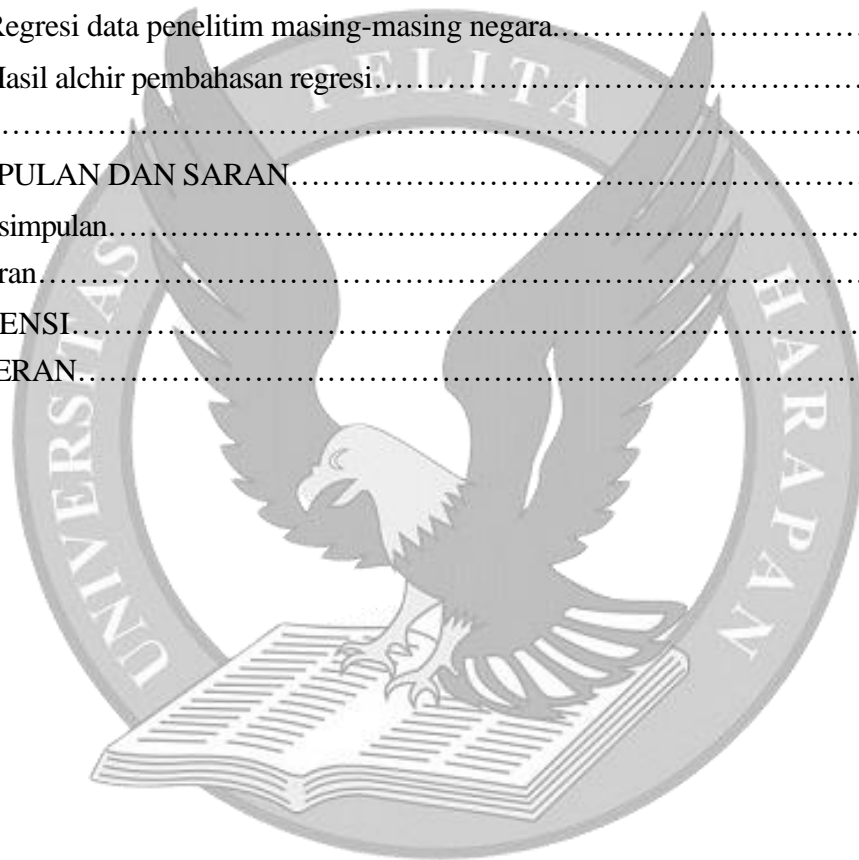 Regresi data penelitim masing-masing negara……………………………
Hasil alchir pembahasan regresi………………………………………………
………………………………………………………………………………………
PULAN DAN SARAN……………………………………………………………
simpulan………………………………………………………………………………
ran………………………………………………………………………………………
ENSI……………………………………………………………………………………
ERAN……………………………………………………………………………………
UNIVERSITAS PELITA HARAPAN